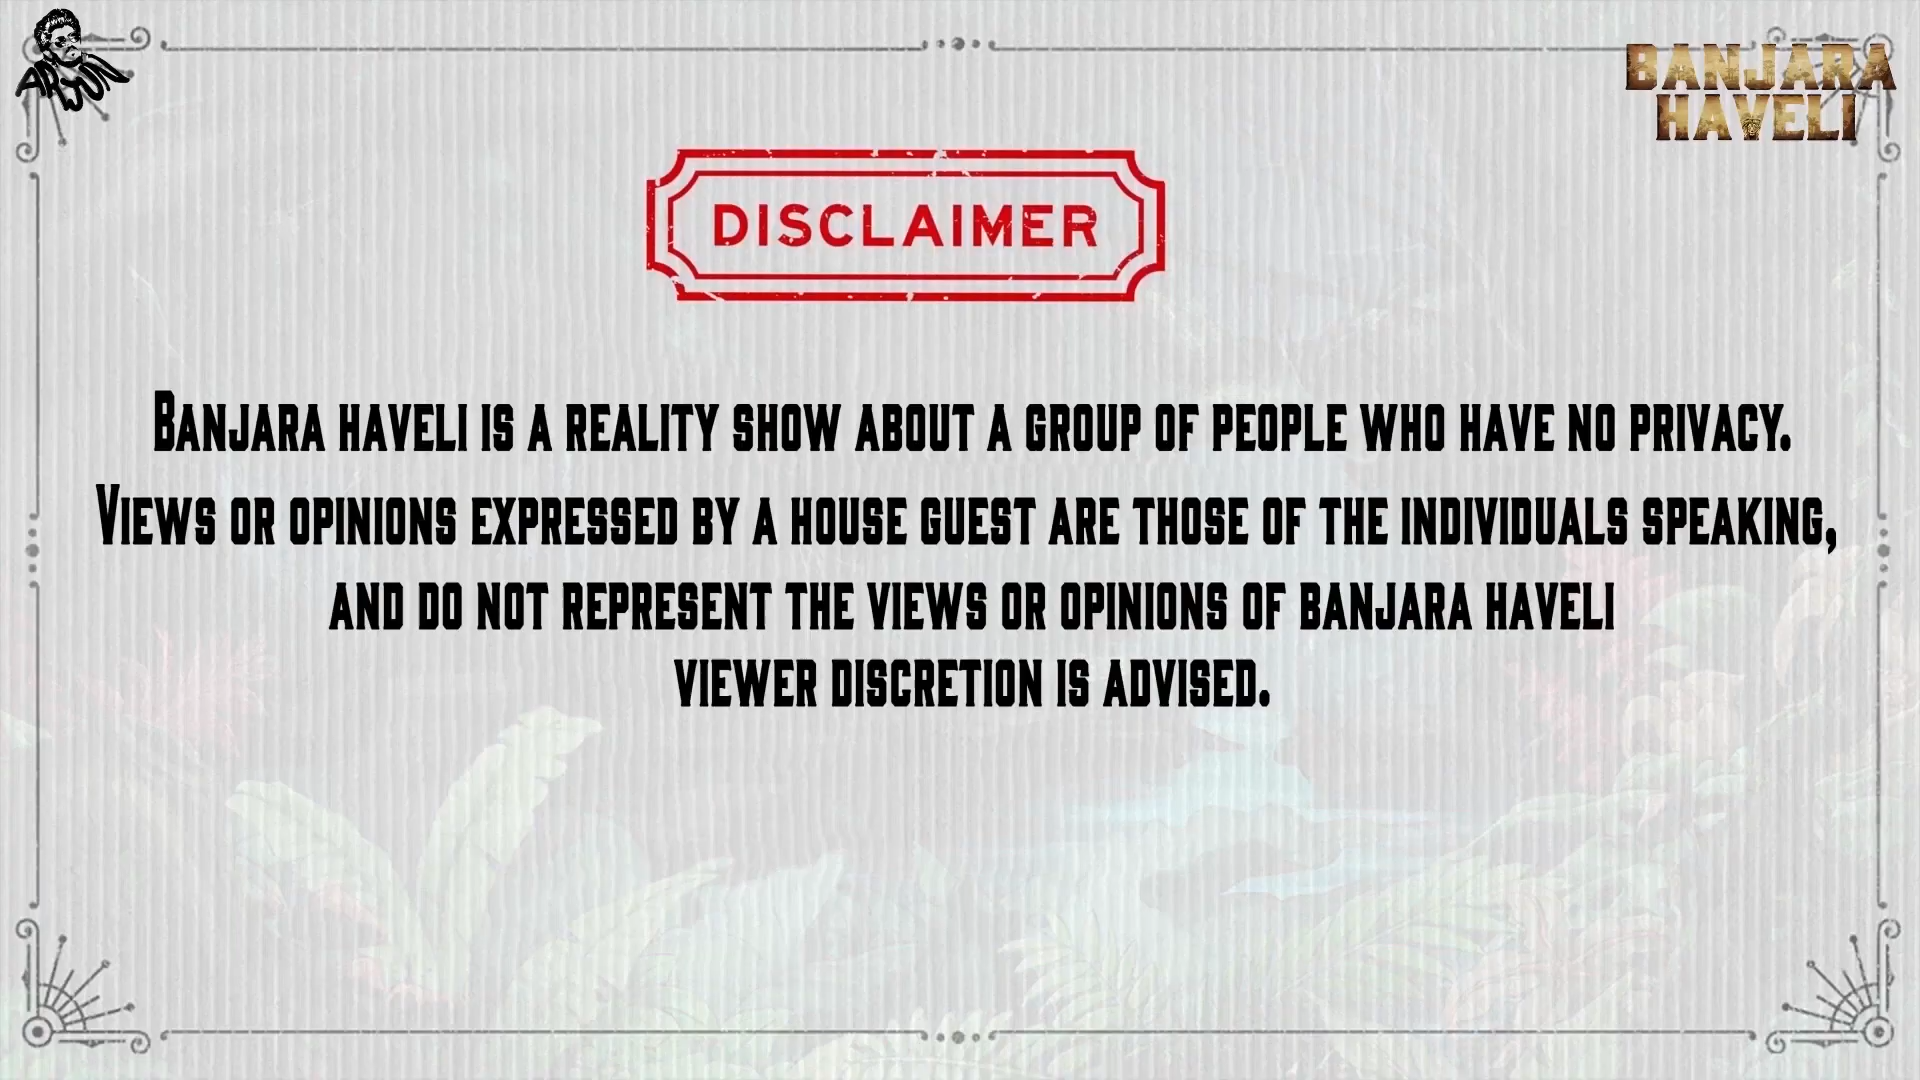 ARJUN
BANJARA
HAVELI
DISCLAIMER
Banjara haveli is a reality show about a group of people who have no privacy.
Views or opinions expressed by a house guest are those of the individuals speaking,
and do not represent the views or opinions of banjara haveli
viewer discretion is advised.